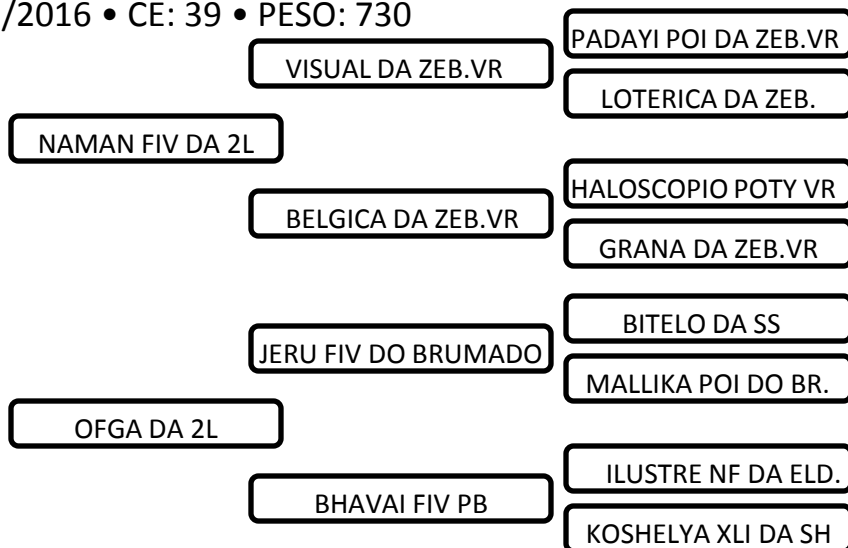 /2016 • CE: 39 • PESO: 730
PADAYI POI DA ZEB.VR
VISUAL DA ZEB.VR
LOTERICA DA ZEB.
NAMAN FIV DA 2L
HALOSCOPIO POTY VR
BELGICA DA ZEB.VR
GRANA DA ZEB.VR
BITELO DA SS
JERU FIV DO BRUMADO
MALLIKA POI DO BR.
OFGA DA 2L
ILUSTRE NF DA ELD.
BHAVAI FIV PB
KOSHELYA XLI DA SH